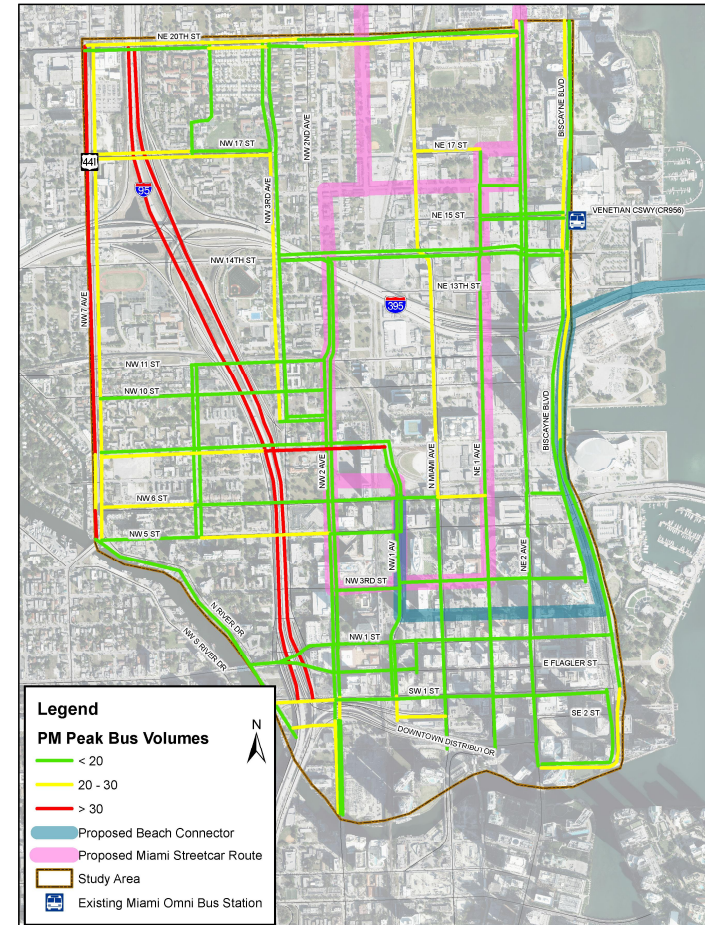 NE 20TH ST
BISCAYNE BLVD
NW 2ND AVE
NW 17 ST
NE 17 ST
441
95
NW 3RD AVE
NE 15 ST
VENETIAN CSWY(CR956)
NW 14TH ST
NE 13TH ST
395
NW 7 AVE
NW 11 ST
NW 10 ST
BISCAYNE BLVD
NW 2 AVE
N MIAMI AVE
NE 1 AVE
NW 6 ST
NW 5 ST
NW 1 AV
NE 2 AVE
NW 3RD ST
N RIVER DR
NW S RIVER DR
NW 1 ST
E FLAGLER ST
SW 1 ST
SE 2 ST
DOWNTOWN DISTRIBUTOR
Legend
N
PM Peak Bus Volumes
< 20
20 - 30
> 30
Proposed Beach Connector
Proposed Miami Streetcar Route
Study Area
Existing Miami Omni Bus Station